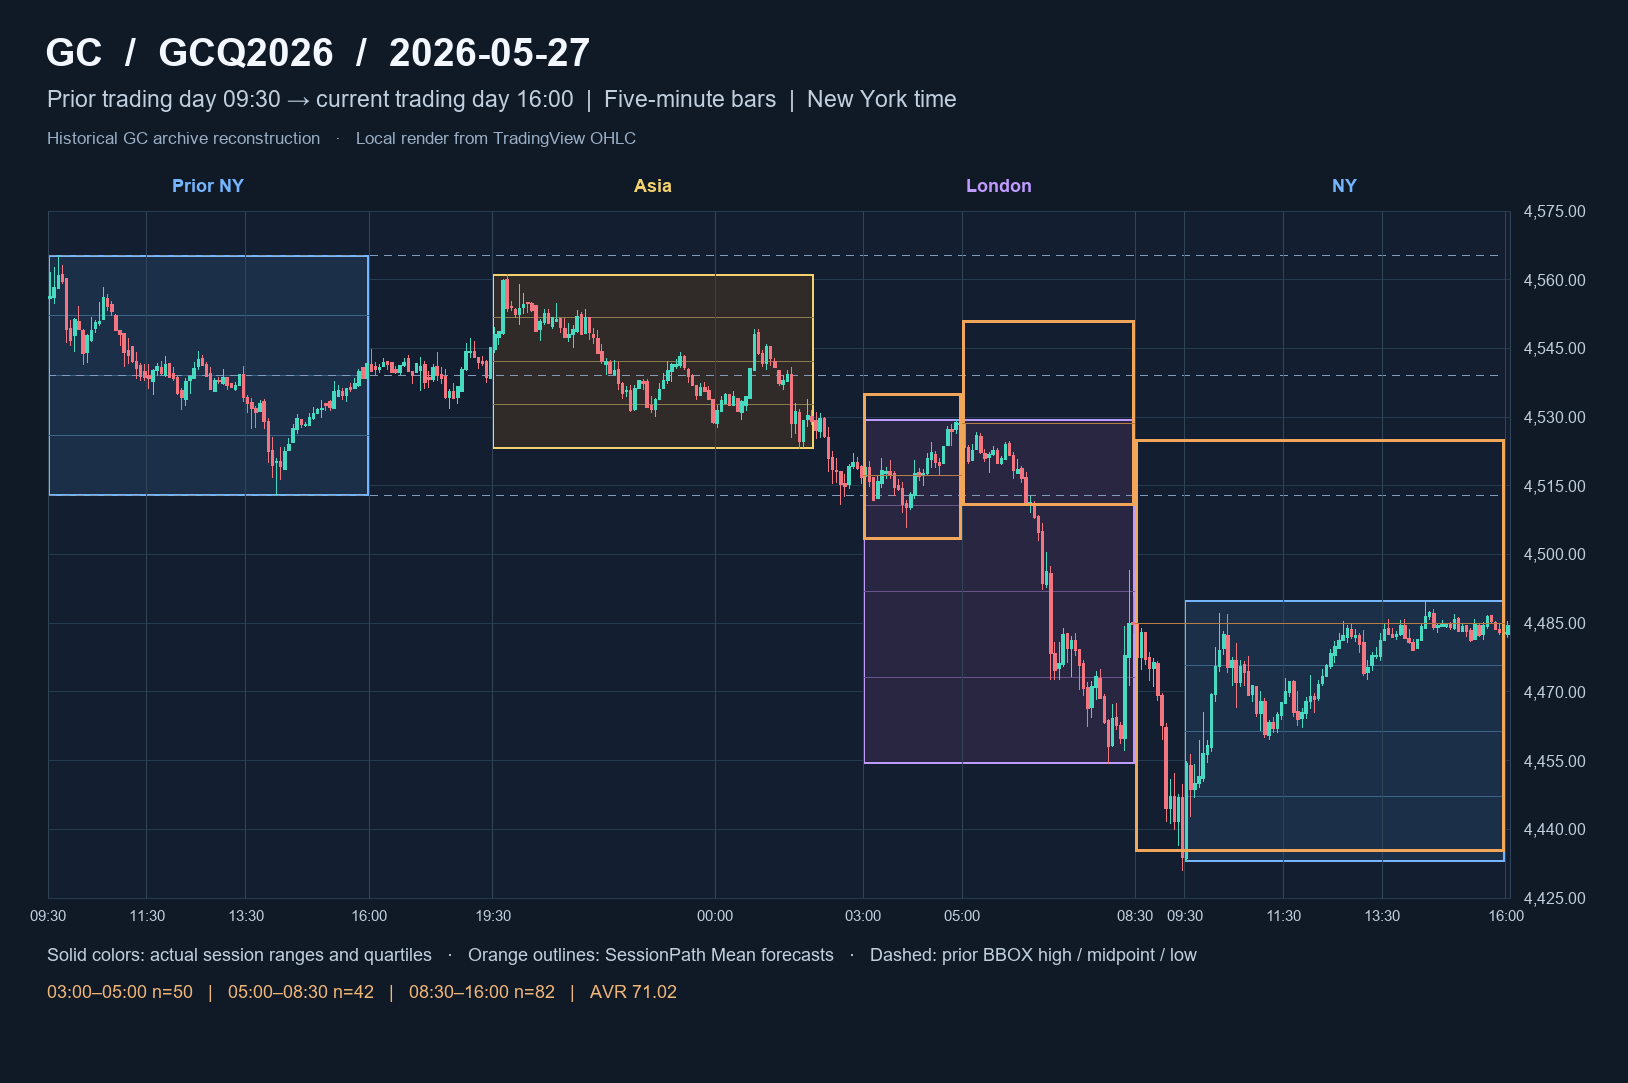 GC / GCQ2026 / 2026-05-27
Prior trading day 09:30 → current trading day 16:00 | Five-minute bars | New York time
Historical GC archive reconstruction · Local render from TradingView OHLC
Prior NY Asia London NY
4,575.00
4,560.00
4,545.00
4,530.00
4,515.00
4,500.00
4,485.00
4,470.00
4,455.00
4,440.00
4,425.00
09:30 11:30 13:30 16:00 19:30 00:00 03:00 05:00 08:30 09:30 11:30 13:30 16:00
Solid colors: actual session ranges and quartiles · Orange outlines: SessionPath Mean forecasts · Dashed: prior BBOX high / midpoint / low
03:00–05:00 n=50 | 05:00–08:30 n=42 | 08:30–16:00 n=82 | AVR 71.02